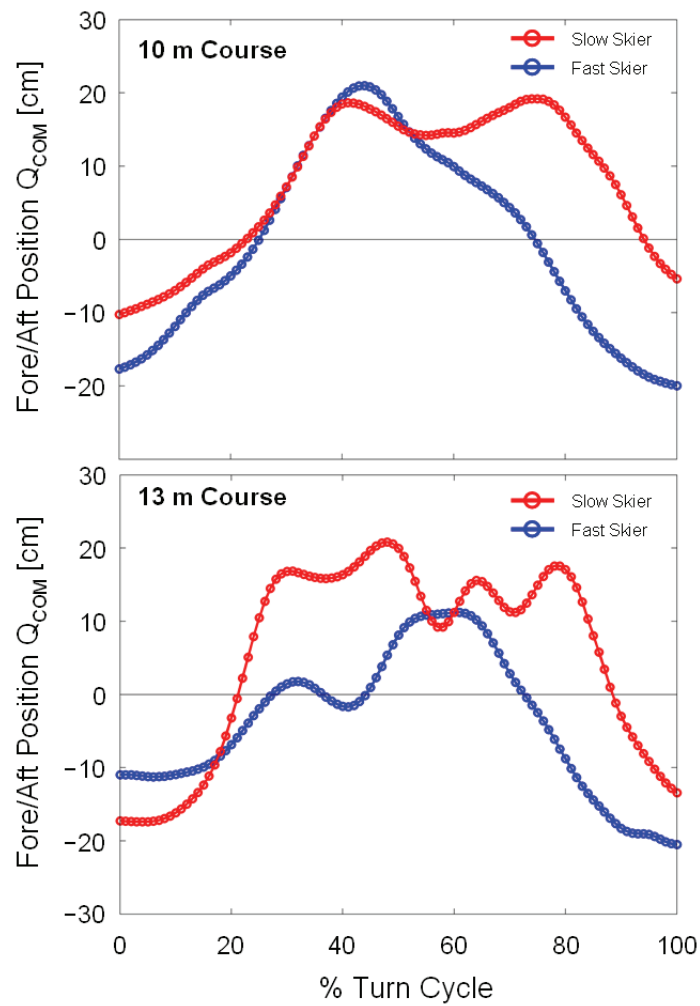 10 m Course
Slow Skier
Fast Skier
Fore/Aft Position Q_COM [cm]
30
20
10
0
−10
−20
13 m Course
Slow Skier
Fast Skier
Fore/Aft Position Q_COM [cm]
30
20
10
0
−10
−20
−30
0 20 40 60 80 100
% Turn Cycle